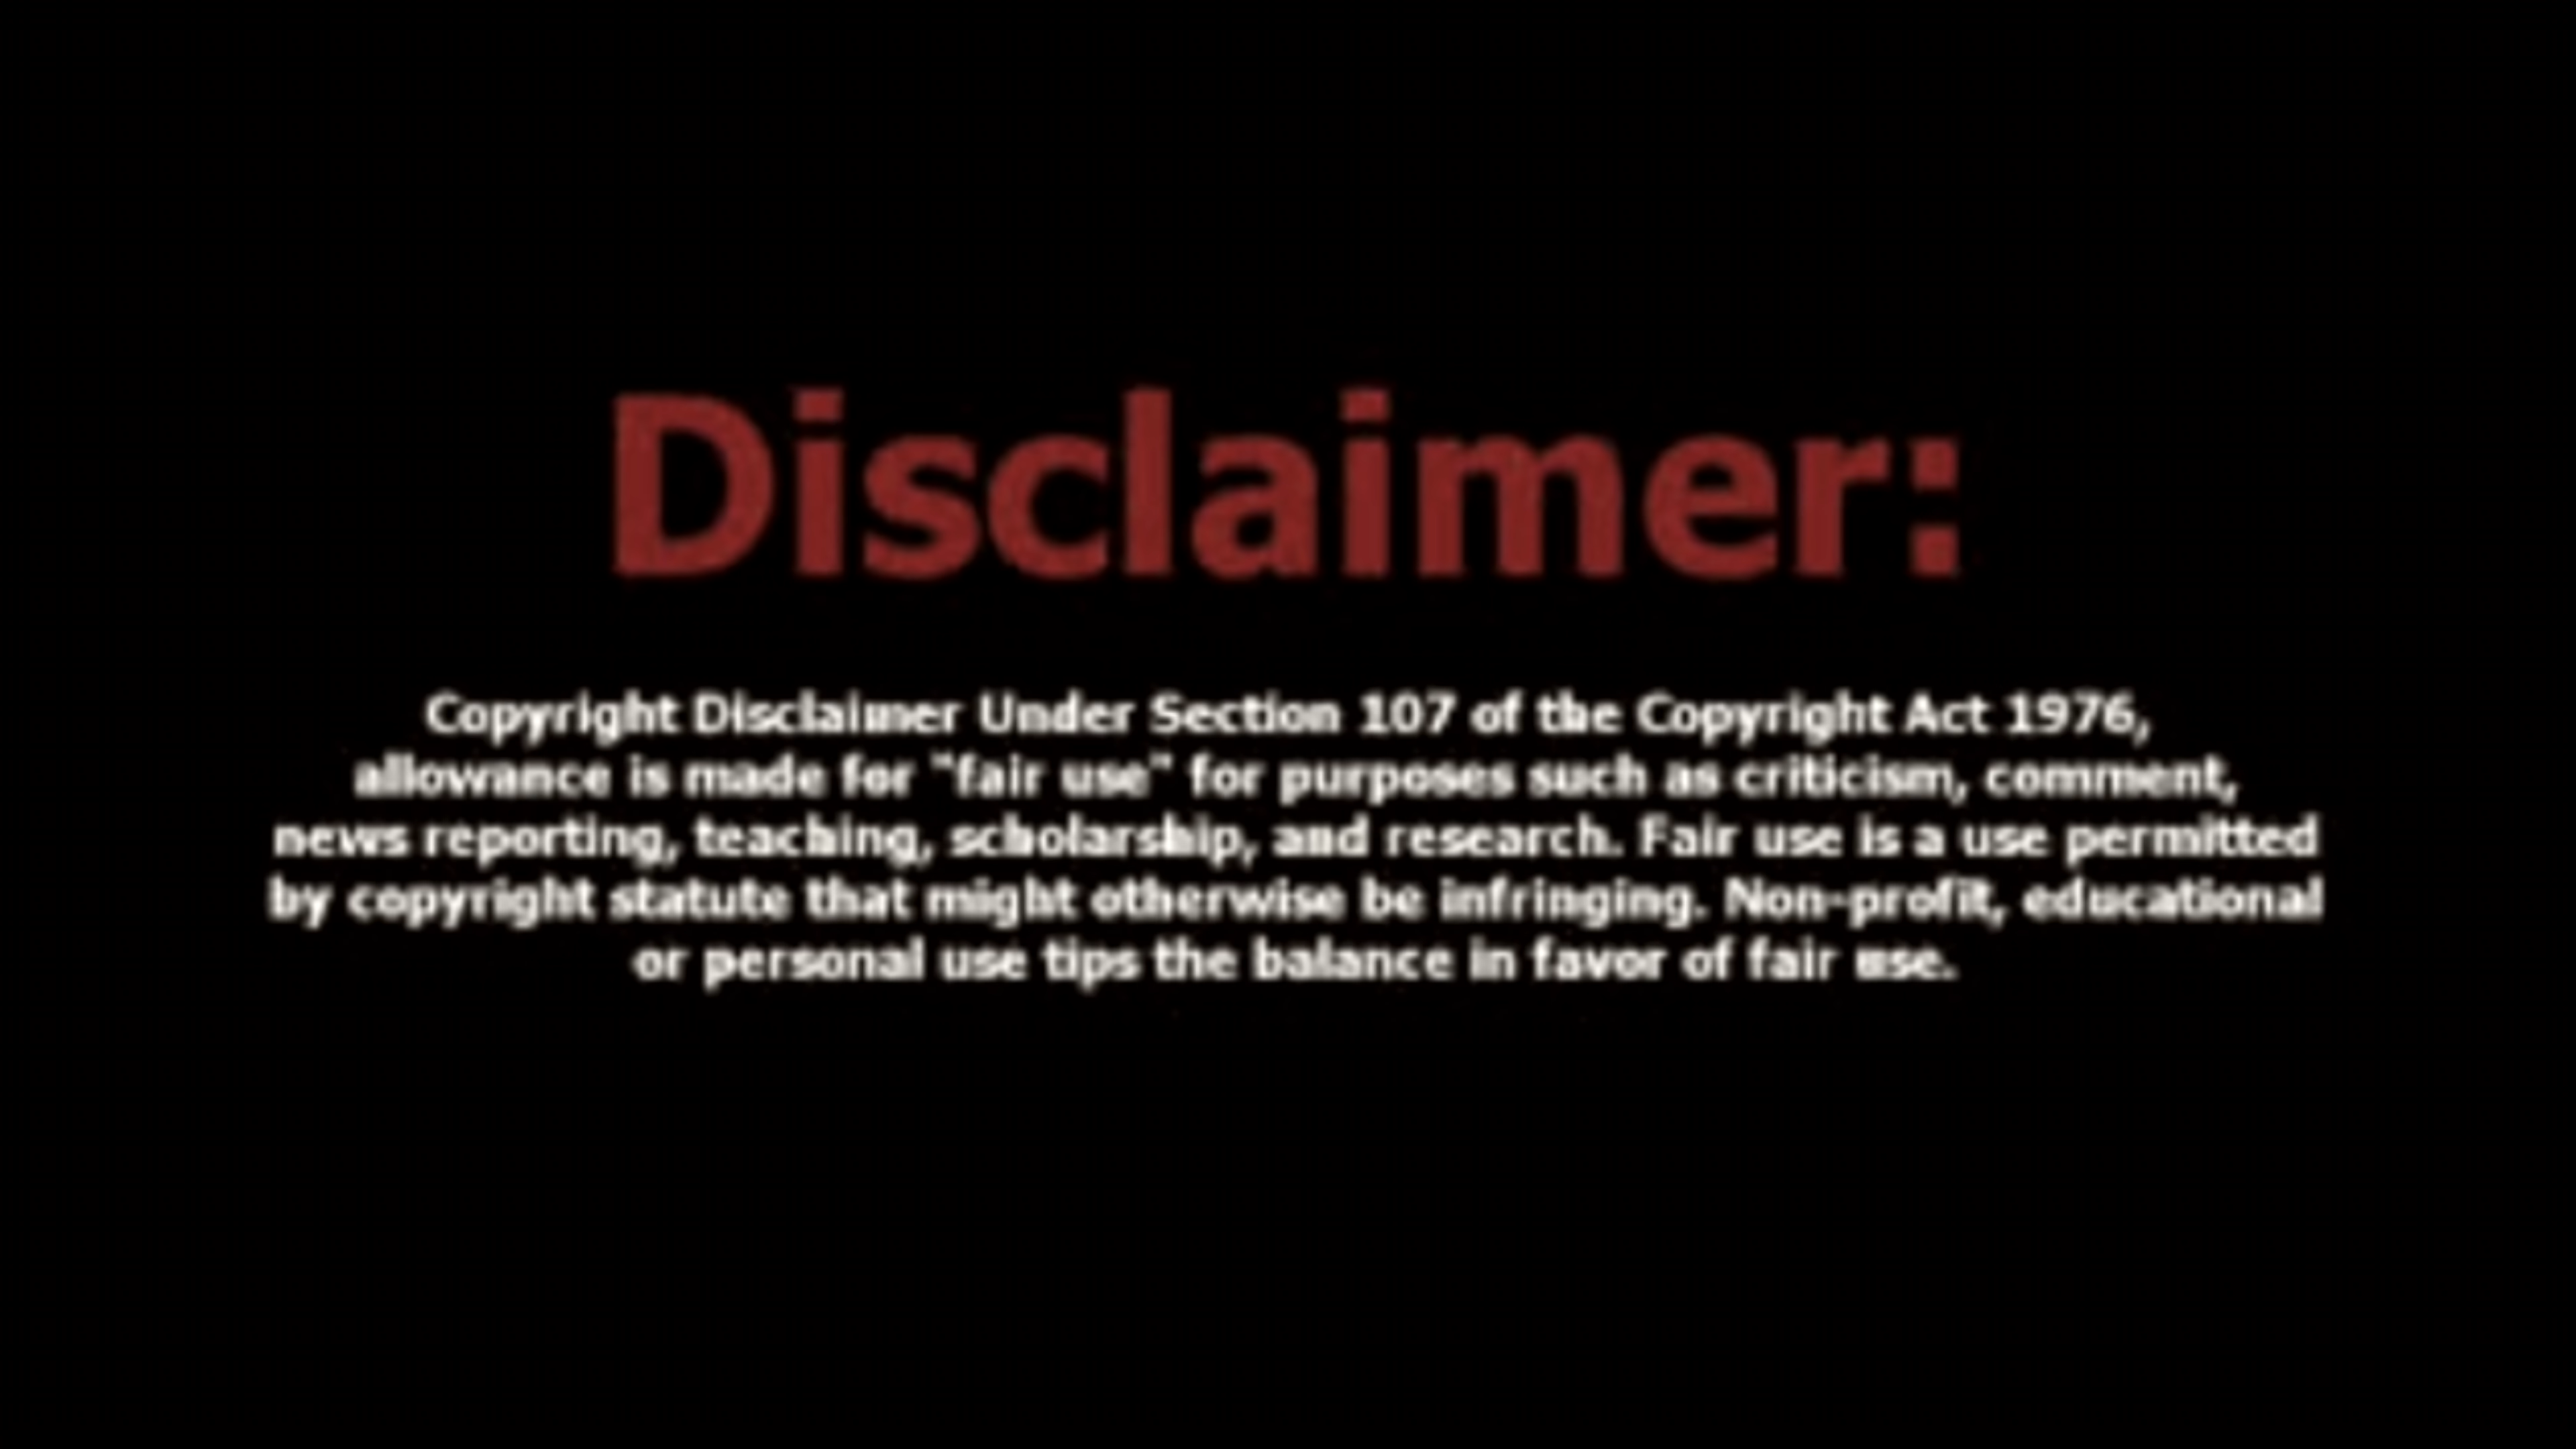 Disclaimer:
Copyright Disclaimer Under Section 107 of the Copyright Act 1976,
allowance is made for "fair use" for purposes such as criticism, comment,
news reporting, teaching, scholarship, and research. Fair use is a use permitted
by copyright statute that might otherwise be infringing. Non-profit, educational
or personal use tips the balance in favor of fair use.